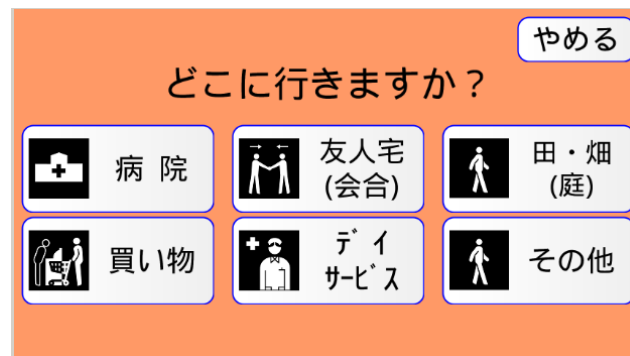 やめる
どこに行きますか？
病 院
友人宅
(会合)
田・畑
(庭)
買い物
ﾃﾞ ｲ
ｻｰﾋﾞｽ
その他